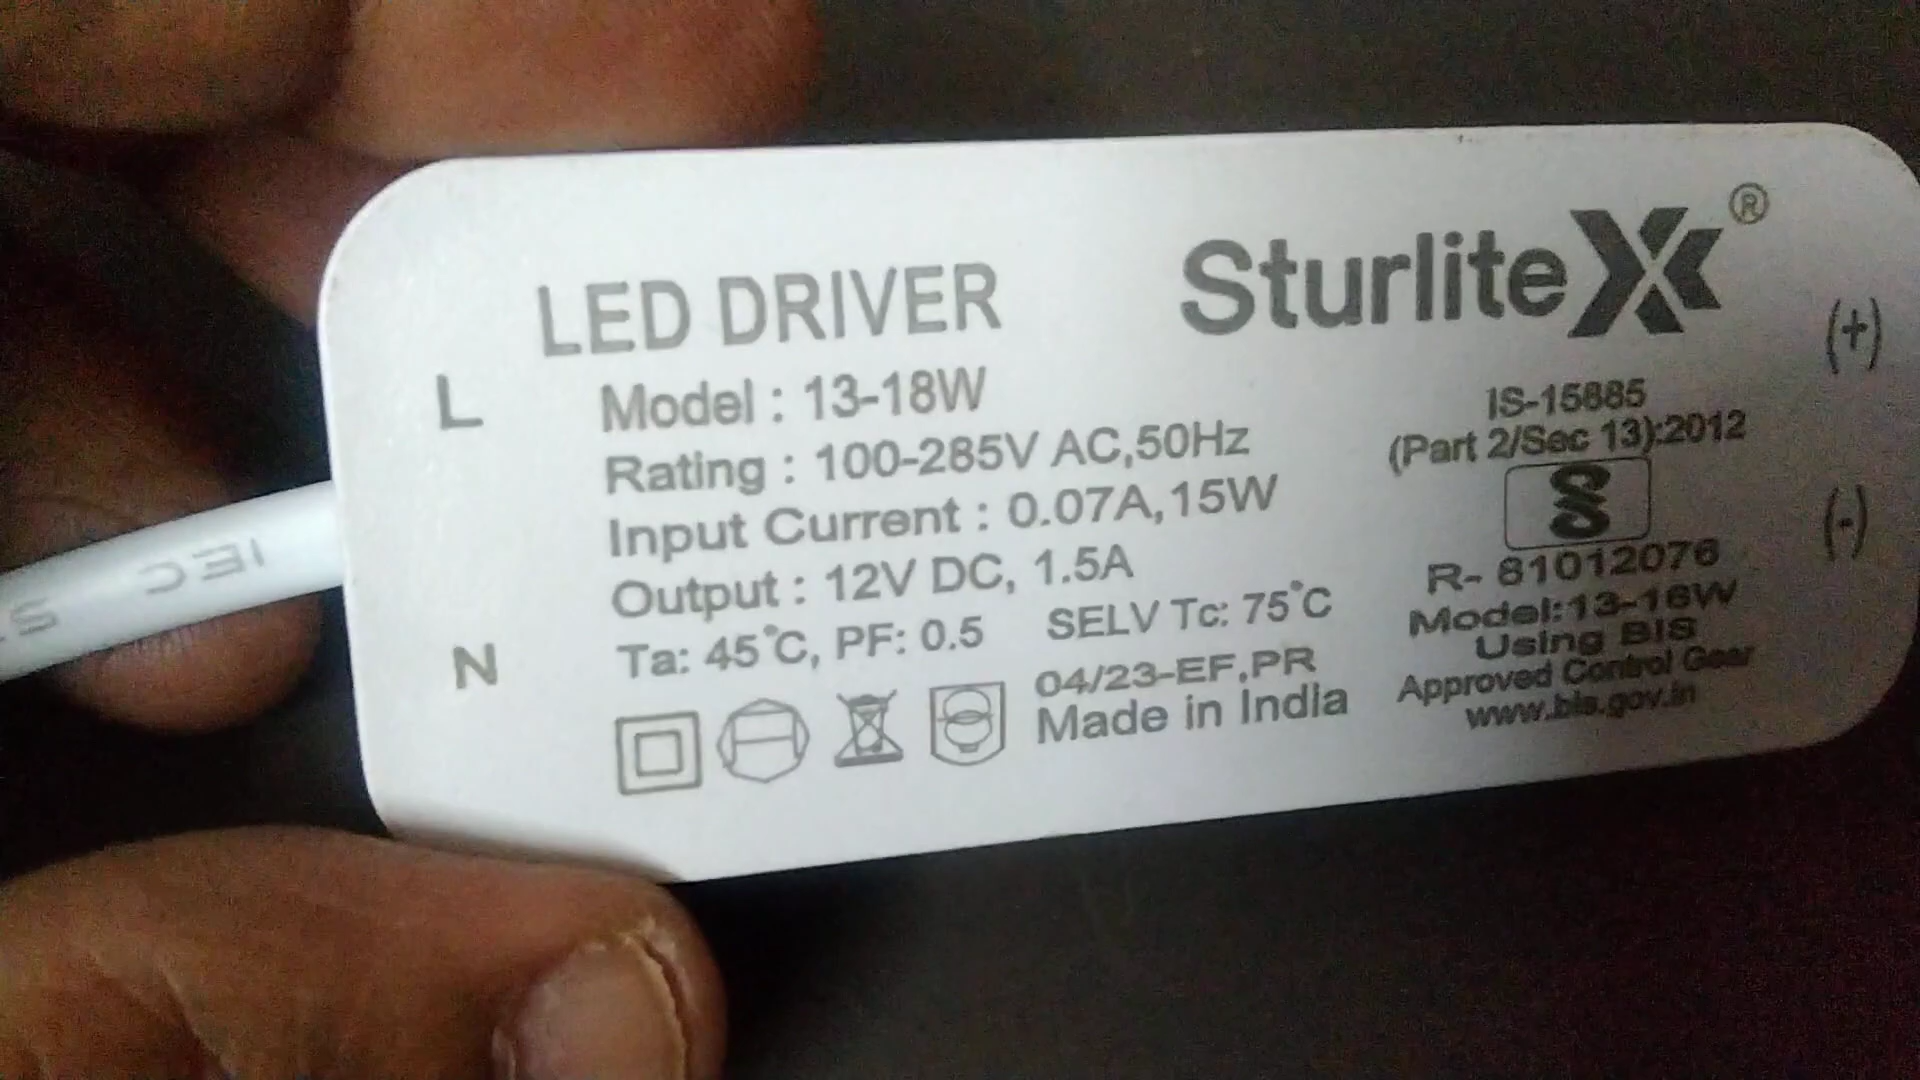 LED DRIVER
Sturlite X®
L
N
Model : 13-18W
Rating : 100-285V AC,50Hz
Input Current : 0.07A,15W
Output : 12V DC, 1.5A
Ta: 45°C, PF: 0.5 SELV Tc: 75°C
04/23-EF,PR
Made in India
IS-15885
(Part 2/Sec 13):2012
R- 81012076
Model:13-18W
Using BIS
Approved Control Gear
www.bis.gov.in
(+)
(-)
IEC